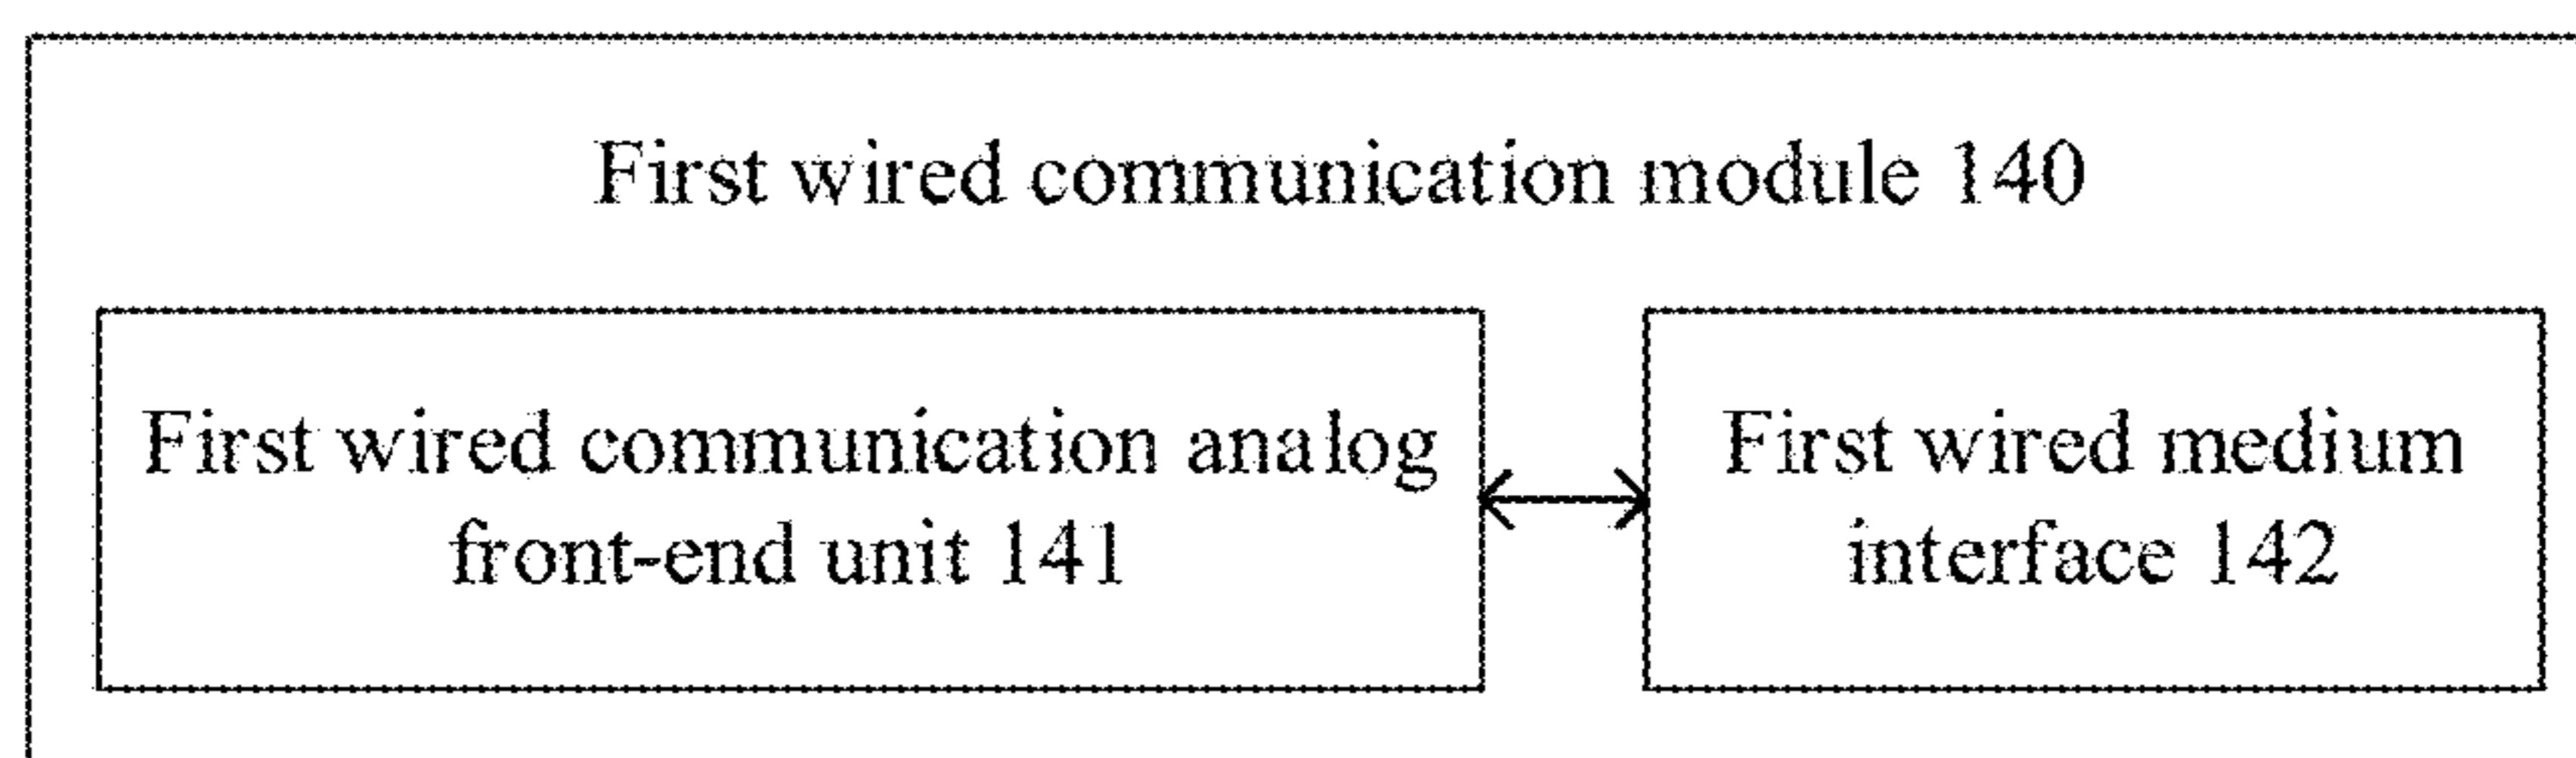 First wired communication module 140
First wired communication analog
front-end unit 141
First wired medium
interface 142